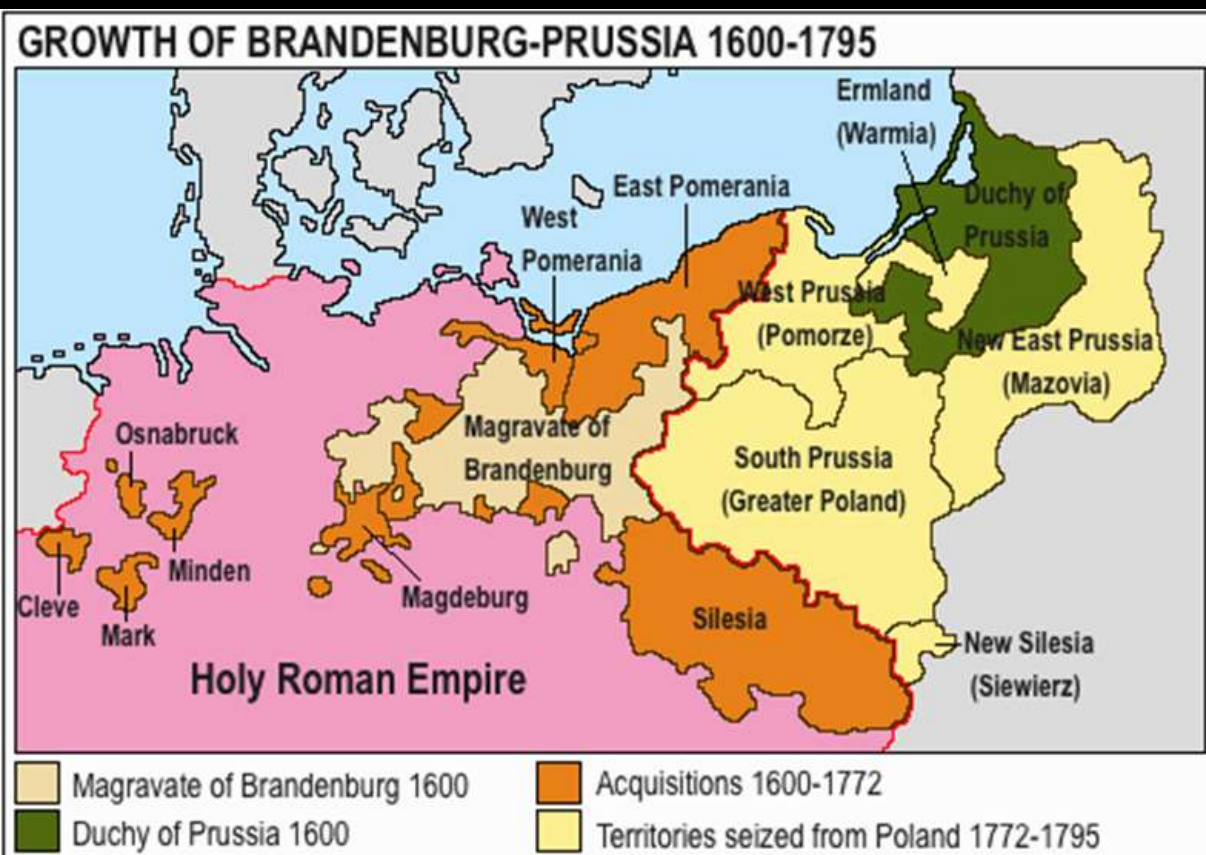 GROWTH OF BRANDENBURG-PRUSSIA 1600-1795
Ermland
(Warmia)
East Pomerania
West
Pomerania
Duchy of
Prussia
West Prussia
(Pomorze)
New East Prussia
(Mazovia)
Osnabruck
Magravate of
Brandenburg
South Prussia
(Greater Poland)
Minden
Cleve
Mark
Magdeburg
Silesia
New Silesia
(Siewierz)
Holy Roman Empire
Magravate of Brandenburg 1600
Duchy of Prussia 1600
Acquisitions 1600-1772
Territories seized from Poland 1772-1795